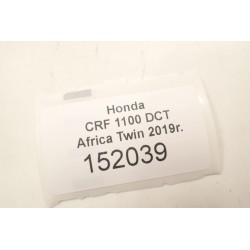 Honda
CRF 1100 DCT
Africa Twin 2019r.
152039